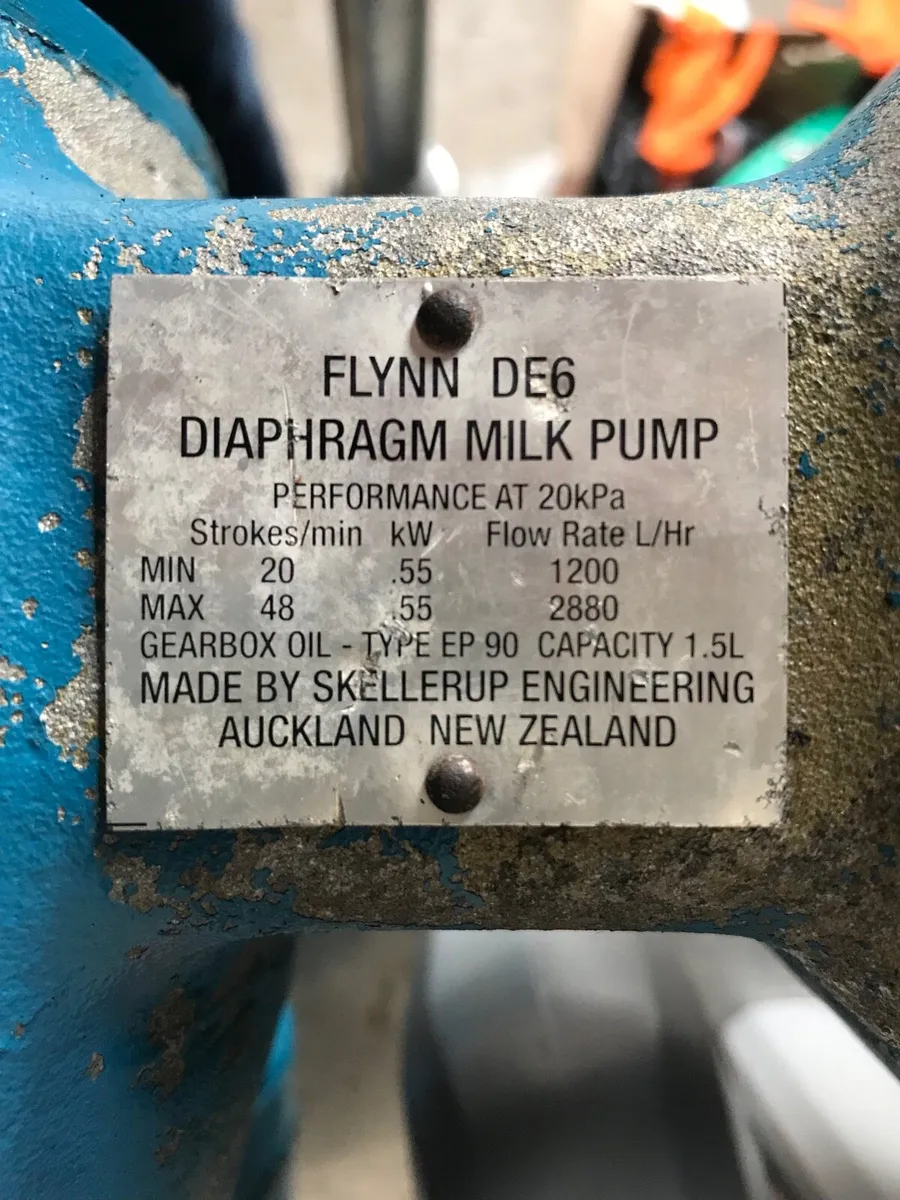 FLYNN DE6
DIAPHRAGM MILK PUMP
PERFORMANCE AT 20kPa
Strokes/min kW Flow Rate L/Hr
MIN 20 .55 1200
MAX 48 .55 2880
GEARBOX OIL - TYPE EP 90 CAPACITY 1.5L
MADE BY SKELLERUP ENGINEERING
AUCKLAND NEW ZEALAND